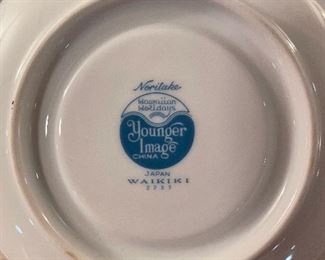 Noritake
Hawaiian
Holidays
Younger
Image
CHINA
JAPAN
WAIKIKI